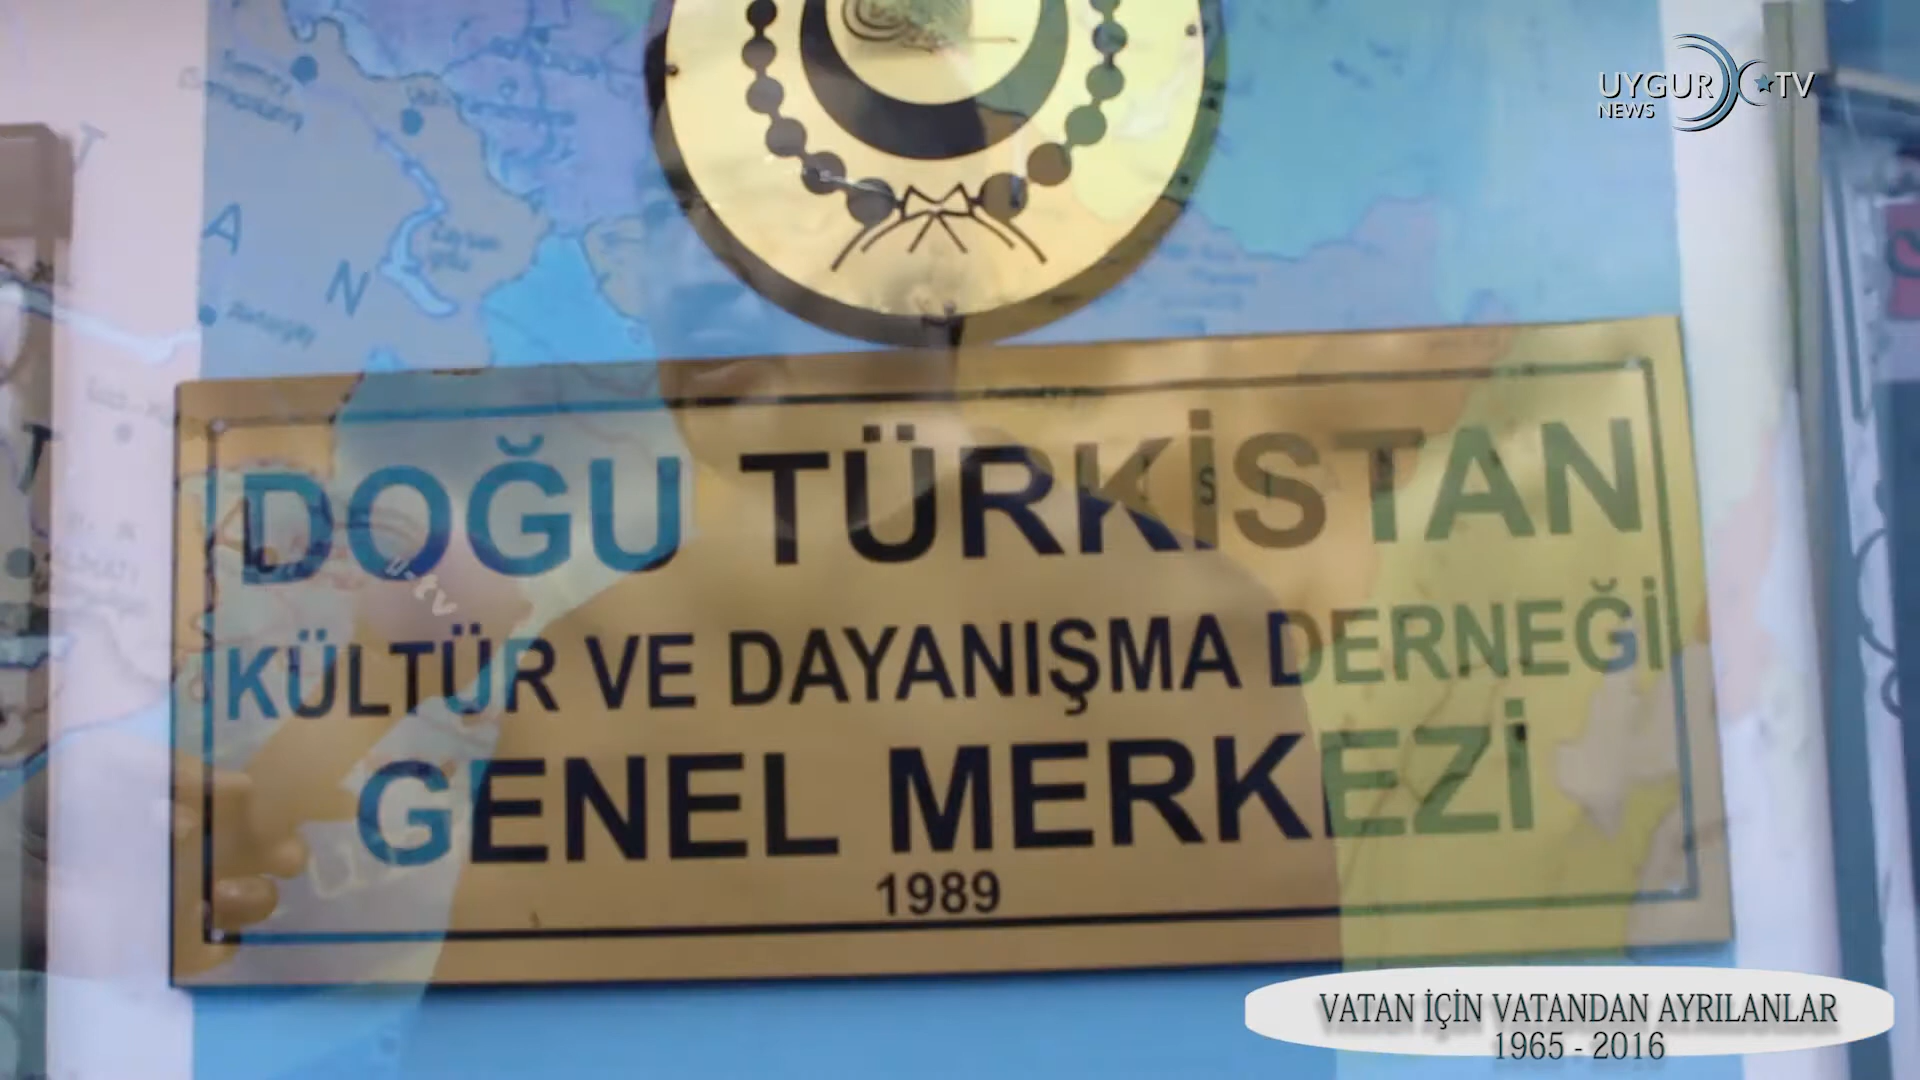 UYGUR TV
NEWS
A
N
DOĞU TÜRKİSTAN
KÜLTÜR VE DAYANIŞMA DERNEĞİ
GENEL MERKEZİ
1989
VATAN İÇİN VATANDAN AYRILANLAR
1965 - 2016